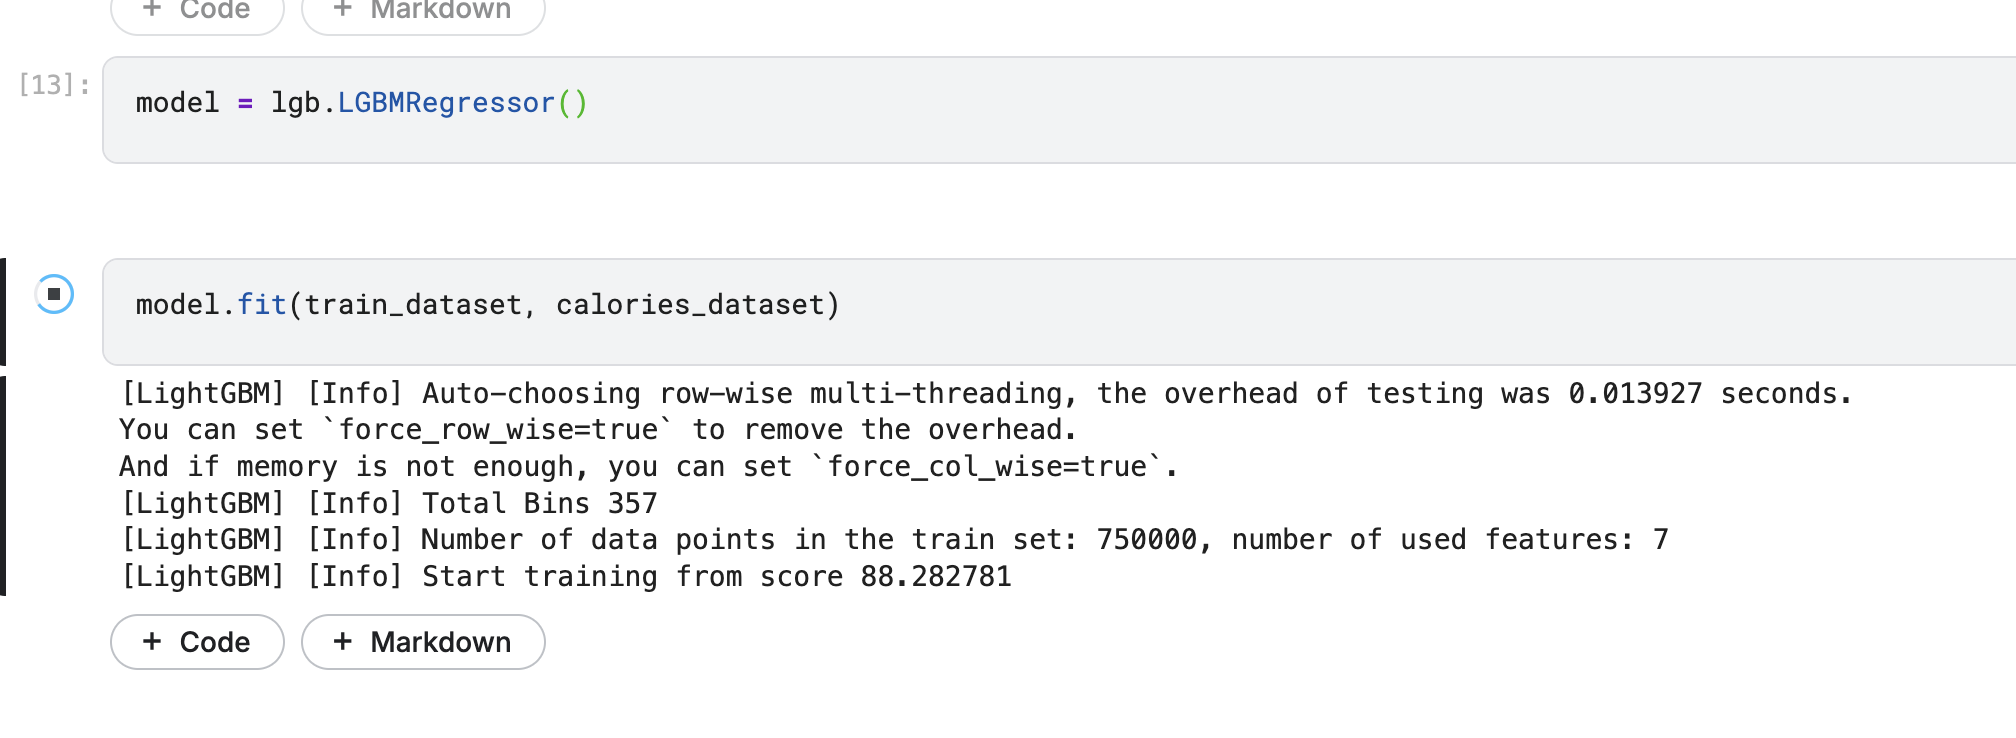 + Code + Markdown
[13]:
model = lgb.LGBMRegressor()
model.fit(train_dataset, calories_dataset)
[LightGBM] [Info] Auto-choosing row-wise multi-threading, the overhead of testing was 0.013927 seconds.
You can set `force_row_wise=true` to remove the overhead.
And if memory is not enough, you can set `force_col_wise=true`.
[LightGBM] [Info] Total Bins 357
[LightGBM] [Info] Number of data points in the train set: 750000, number of used features: 7
[LightGBM] [Info] Start training from score 88.282781
+ Code + Markdown